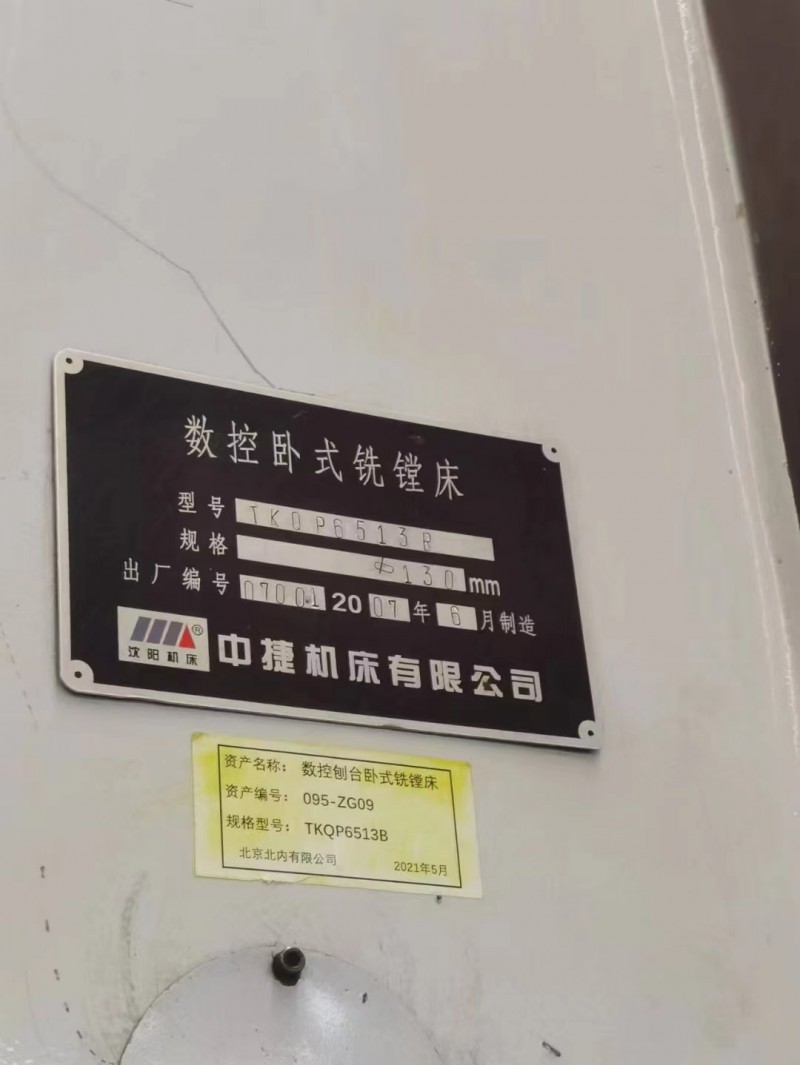 数控卧式铣镗床
型号 TKQP6513B
规格 φ130mm
出厂编号 07001 2007年6月制造
沈阳机床 ® 中捷机床有限公司
资产名称: 数控刨台卧式铣镗床
资产编号: 095-ZG09
规格型号: TKQP6513B
北京北内有限公司 2021年5月